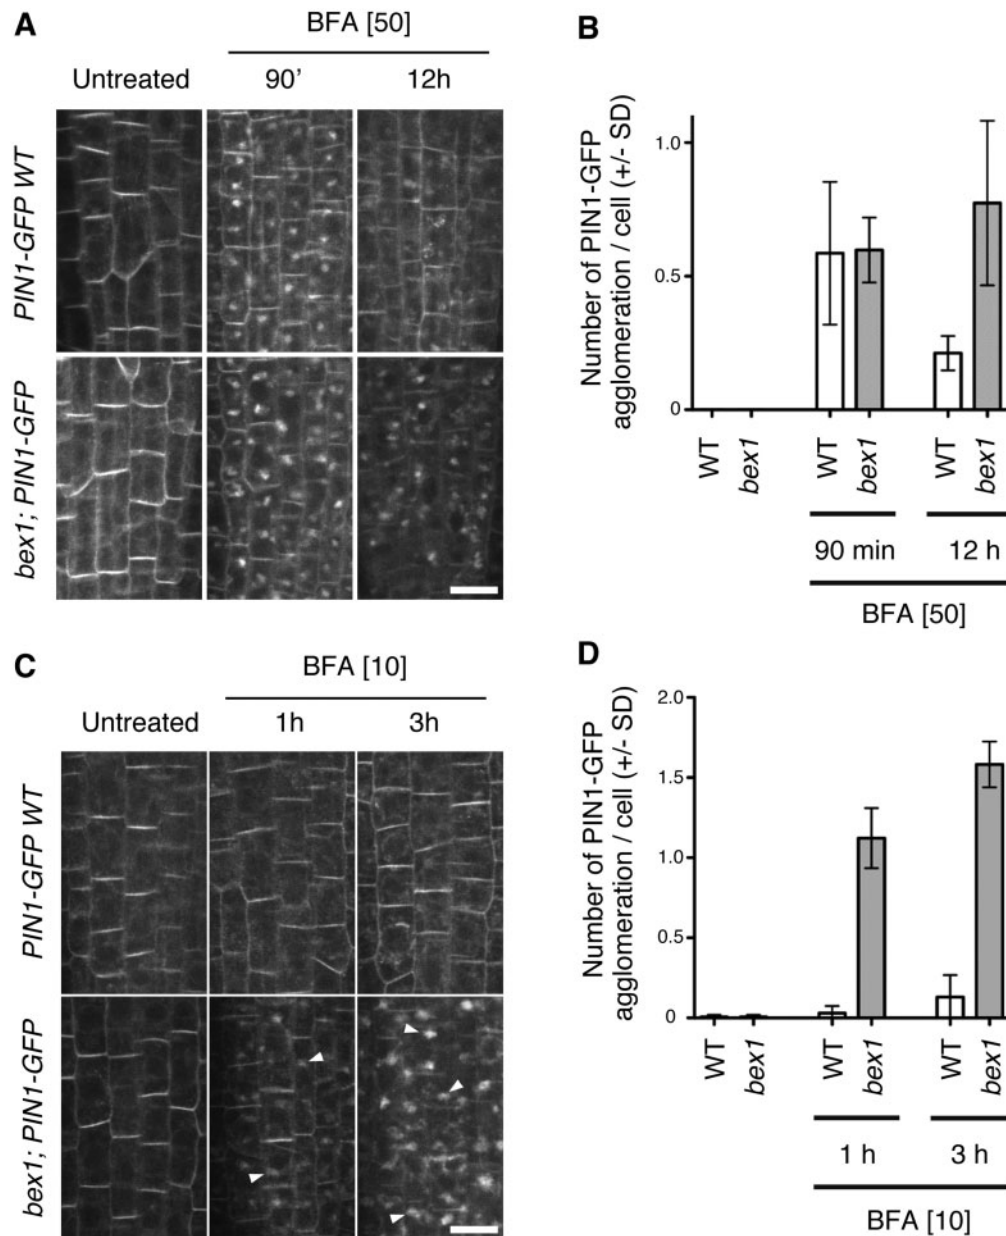 A
BFA [50]
Untreated 90’ 12h
PIN1-GFP WT
bex1; PIN1-GFP
B
Number of PIN1-GFP
agglomeration / cell (+/- SD)
1.0
0.5
0
WT bex1 WT bex1 WT bex1
90 min 12 h
BFA [50]
C
BFA [10]
Untreated 1h 3h
PIN1-GFP WT
bex1; PIN1-GFP
D
Number of PIN1-GFP
agglomeration / cell (+/- SD)
2.0
1.5
1.0
0
WT bex1 WT bex1 WT bex1
1 h 3 h
BFA [10]